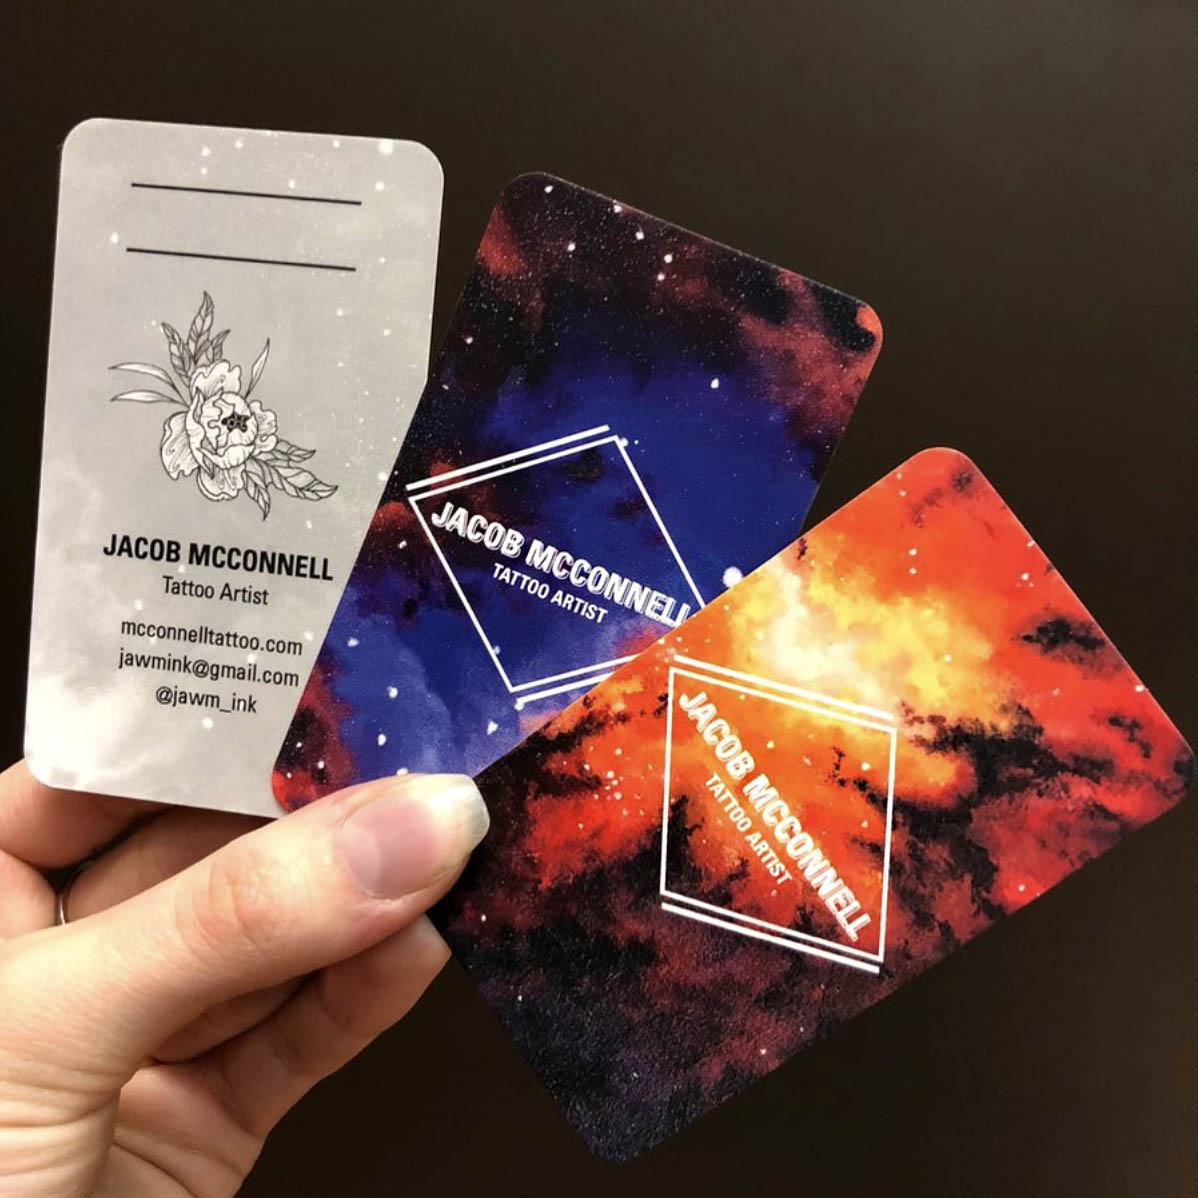 JACOB MCCONNELL
Tattoo Artist
mcconnelltattoo.com
jawmink@gmail.com
@jawm_ink
JACOB MCCONNELL
TATTOO ARTIST
JACOB MCCONNELL
TATTOO ARTIST